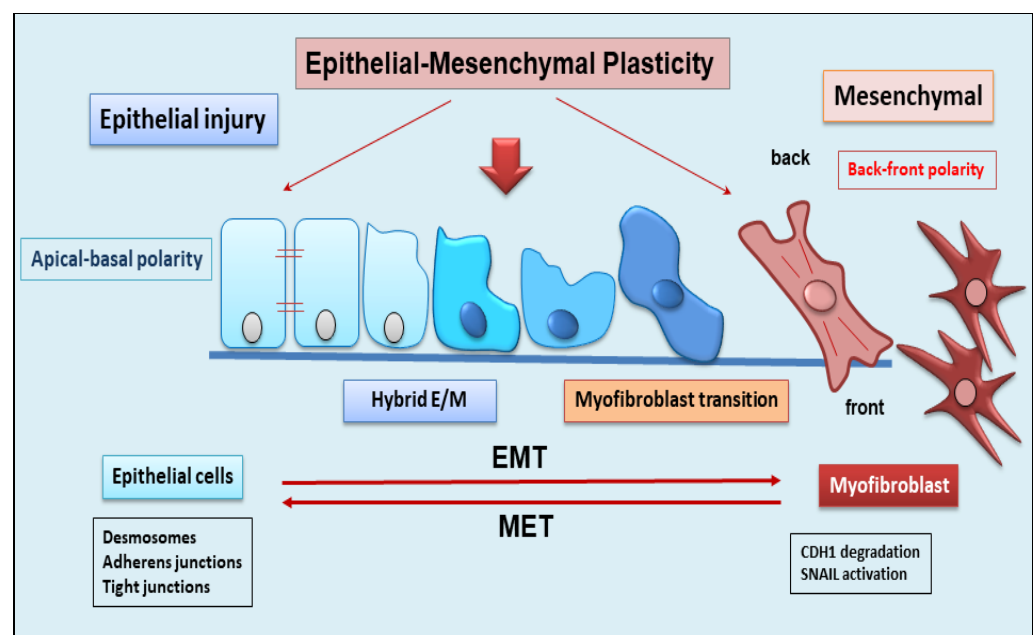 Epithelial-Mesenchymal Plasticity
Epithelial injury
Mesenchymal
back
Back-front polarity
Apical-basal polarity
Hybrid E/M
Myofibroblast transition
front
EMT
Epithelial cells
Myofibroblast
MET
Desmosomes
Adherens junctions
Tight junctions
CDH1 degradation
SNAIL activation